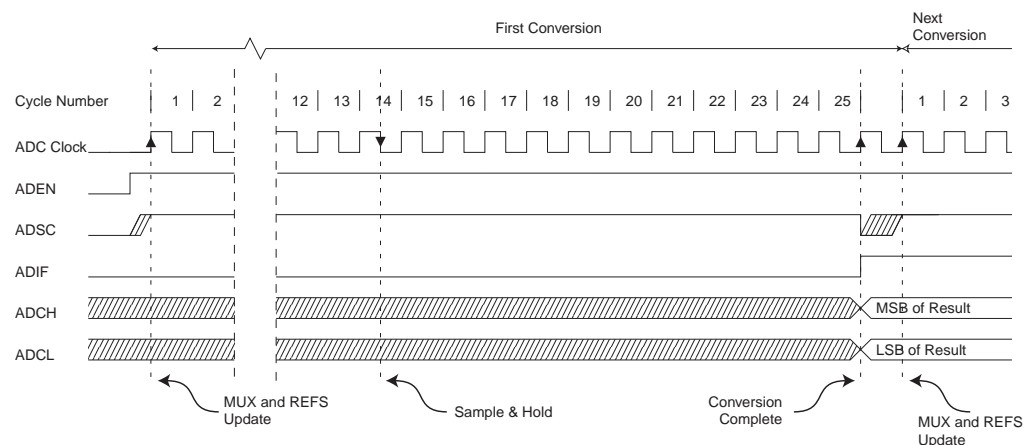 First Conversion
Next
Conversion
Cycle Number
1 2 12 13 14 15 16 17 18 19 20 21 22 23 24 25 1 2 3
ADC Clock
ADEN
ADSC
ADIF
ADCH
MSB of Result
ADCL
LSB of Result
MUX and REFS
Update
Sample & Hold
Conversion
Complete
MUX and REFS
Update